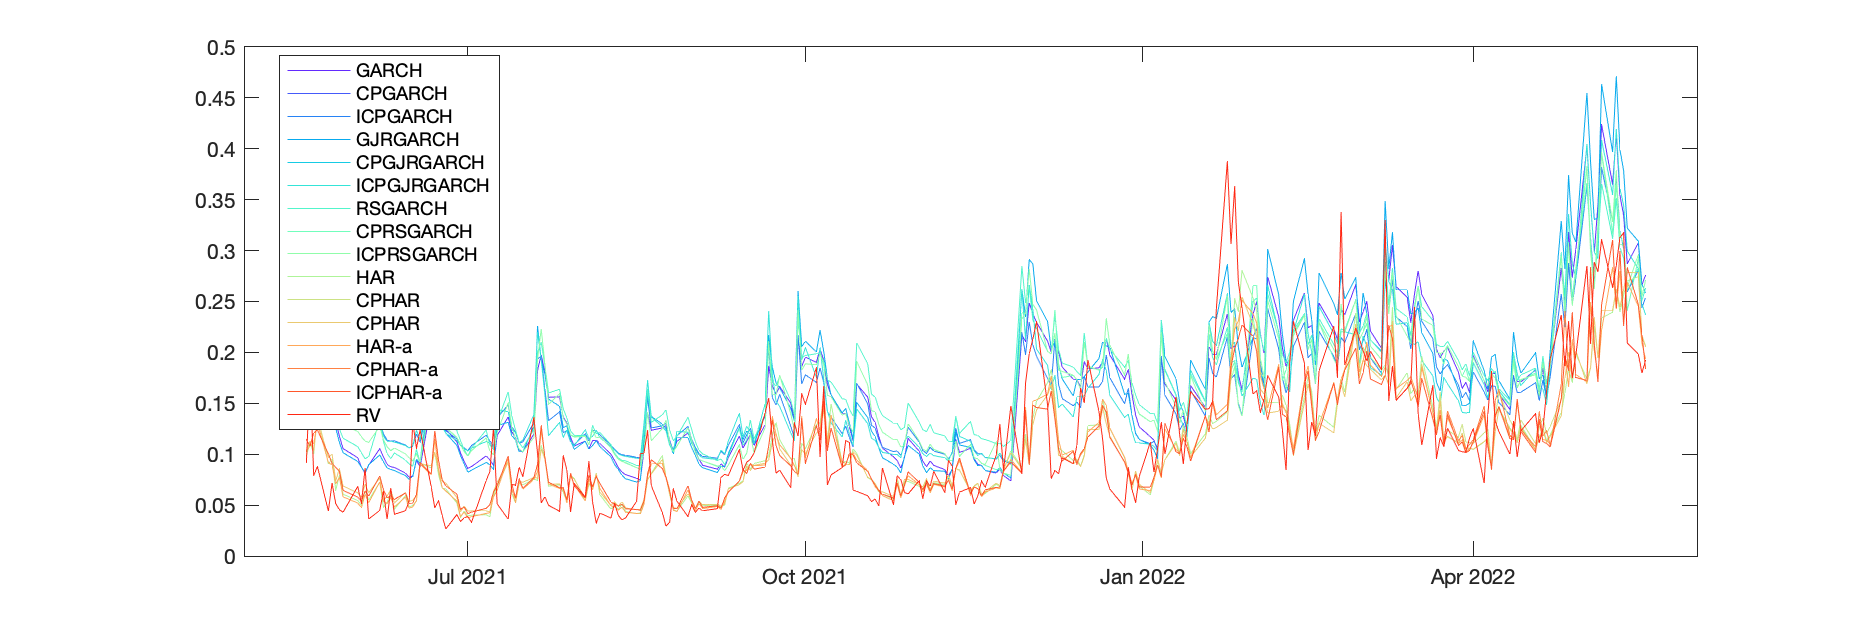 0.5
0.45
0.4
0.35
0.3
0.25
0.2
0.15
0.1
0.05
0
GARCH
CPGARCH
ICPGARCH
GJRGARCH
CPGJRGARCH
ICPGJRGARCH
RSGARCH
CPRSGARCH
ICPRSGARCH
HAR
CPHAR
CPHAR
HAR-a
CPHAR-a
ICPHAR-a
RV
Jul 2021
Oct 2021
Jan 2022
Apr 2022